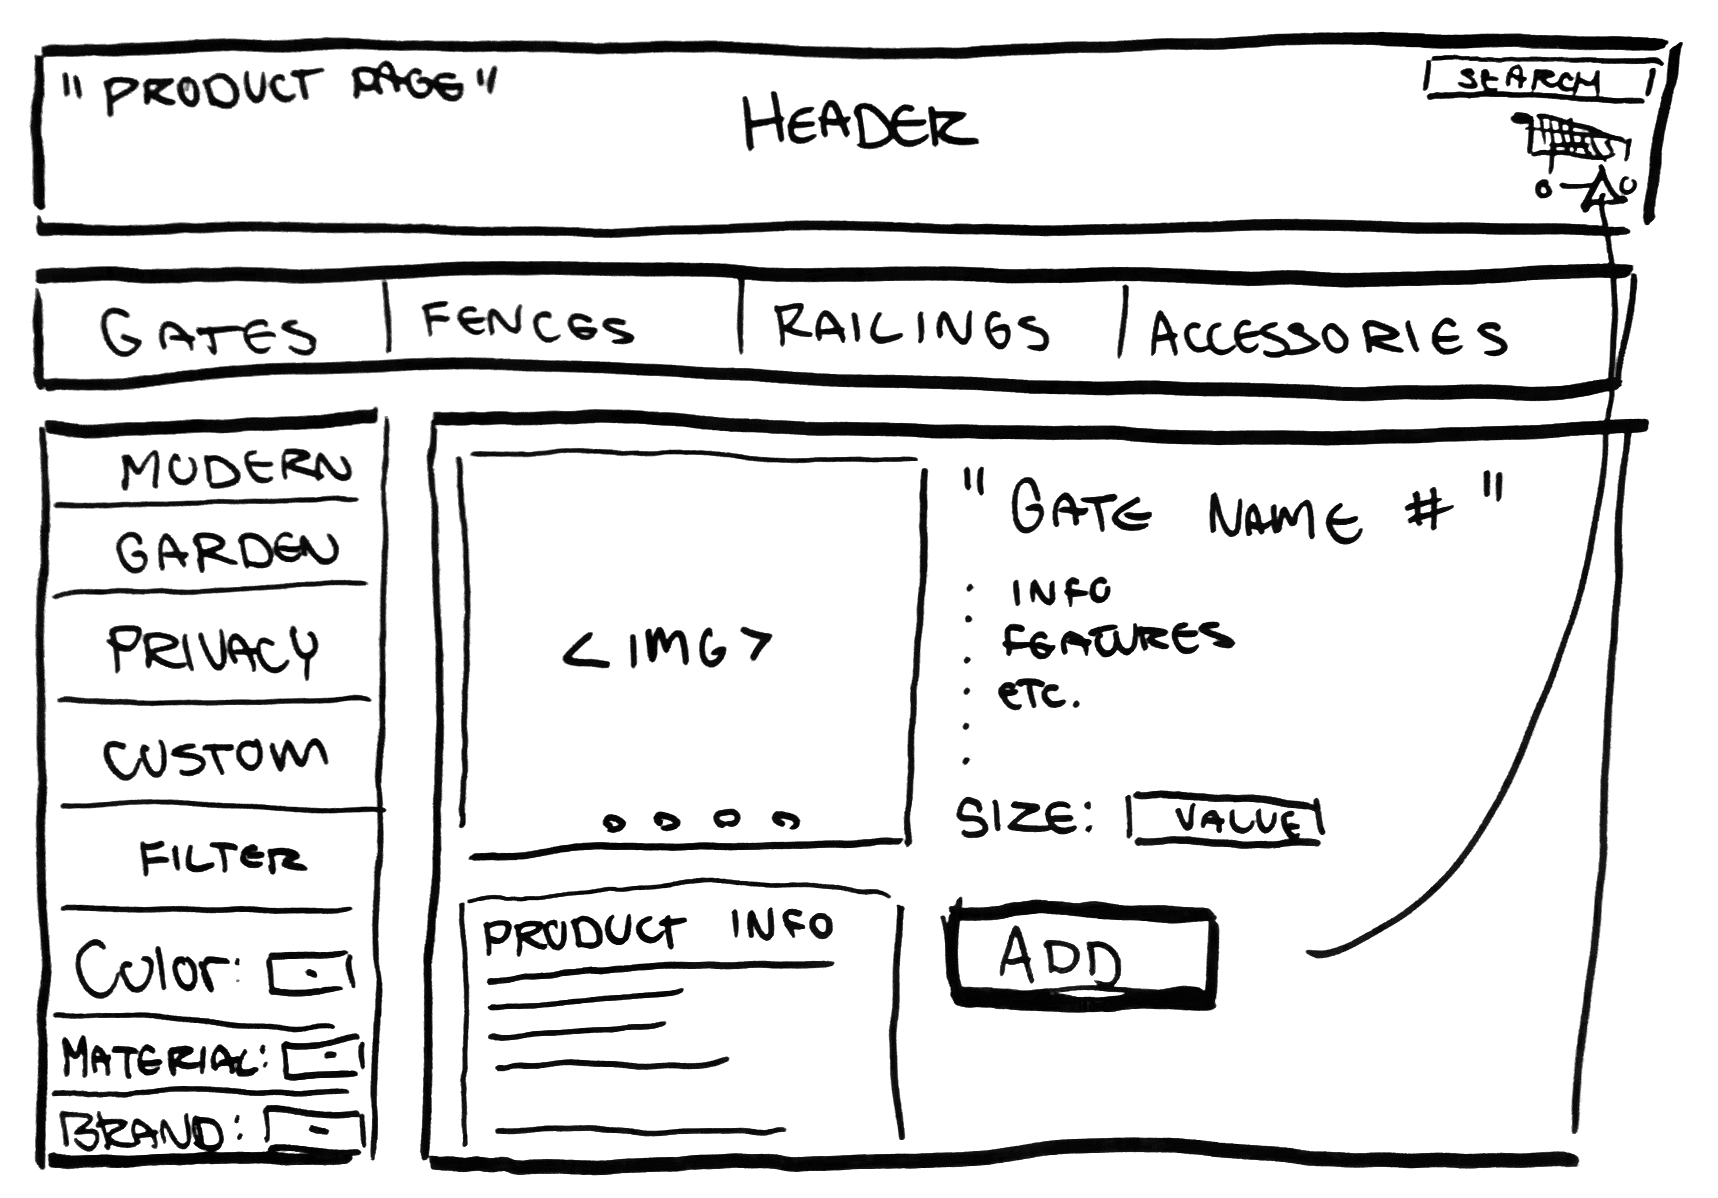 "PRODUCT PAGE"
HEADER
SEARCH
GATES
FENCES
RAILINGS
ACCESSORIES
MODERN
GARDEN
PRIVACY
CUSTOM
FILTER
Color:
MATERIAL:
BRAND:
<IMG>
PRODUCT INFO
"GATE NAME #"
· INFO
· FEATURES
· ETC.
SIZE: VALUE
ADD